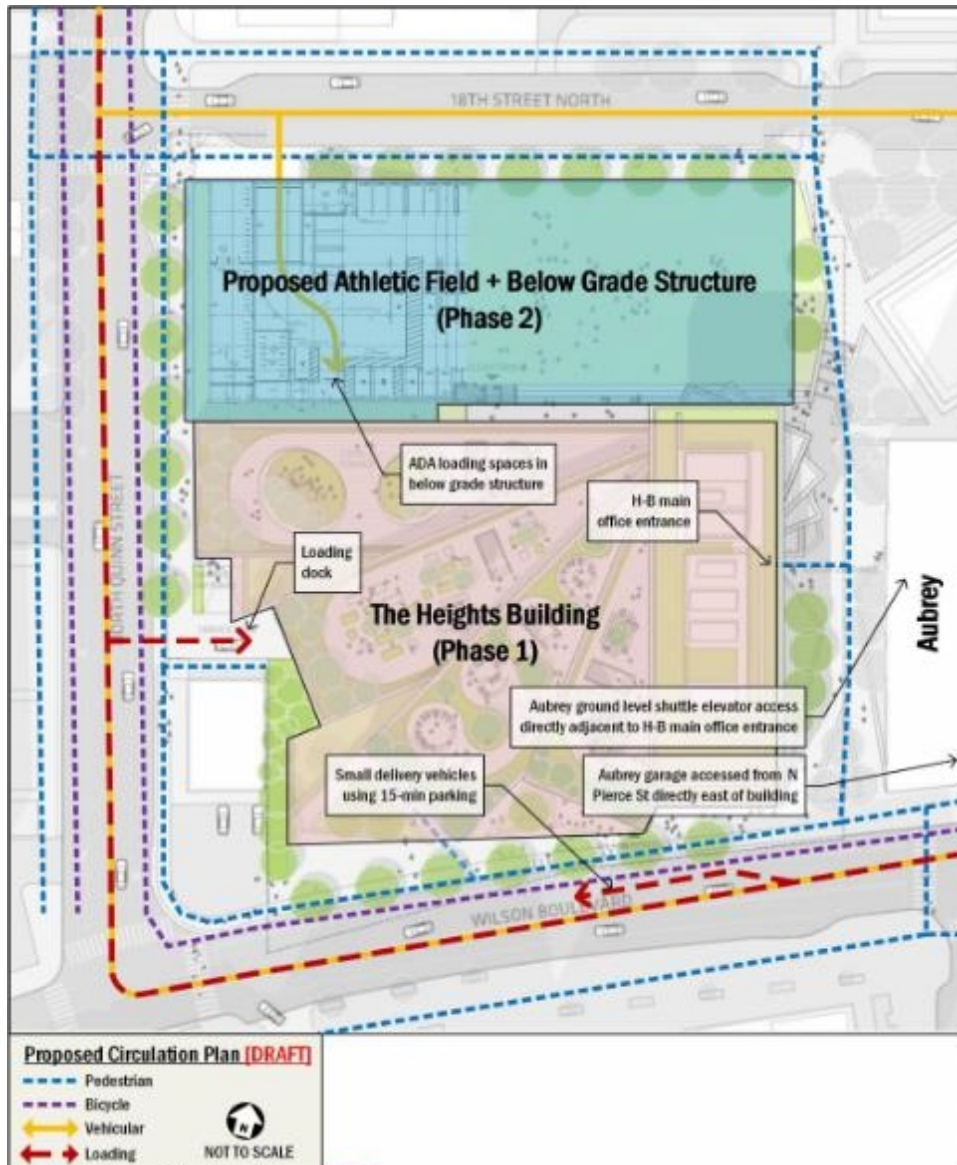 18TH STREET NORTH
Proposed Athletic Field + Below Grade Structure
(Phase 2)
ADA loading spaces in
below grade structure
H-B main
office entrance
NORTH QUINN STREET
Loading
dock
The Heights Building
(Phase 1)
Aubrey
Aubrey ground level shuttle elevator access
directly adjacent to H-B main office entrance
Small delivery vehicles
using 15-min parking
Aubrey garage accessed from N
Pierce St directly east of building
WILSON BOULEVARD
Proposed Circulation Plan [DRAFT]
Pedestrian
Bicycle
Vehicular
Loading
N
NOT TO SCALE